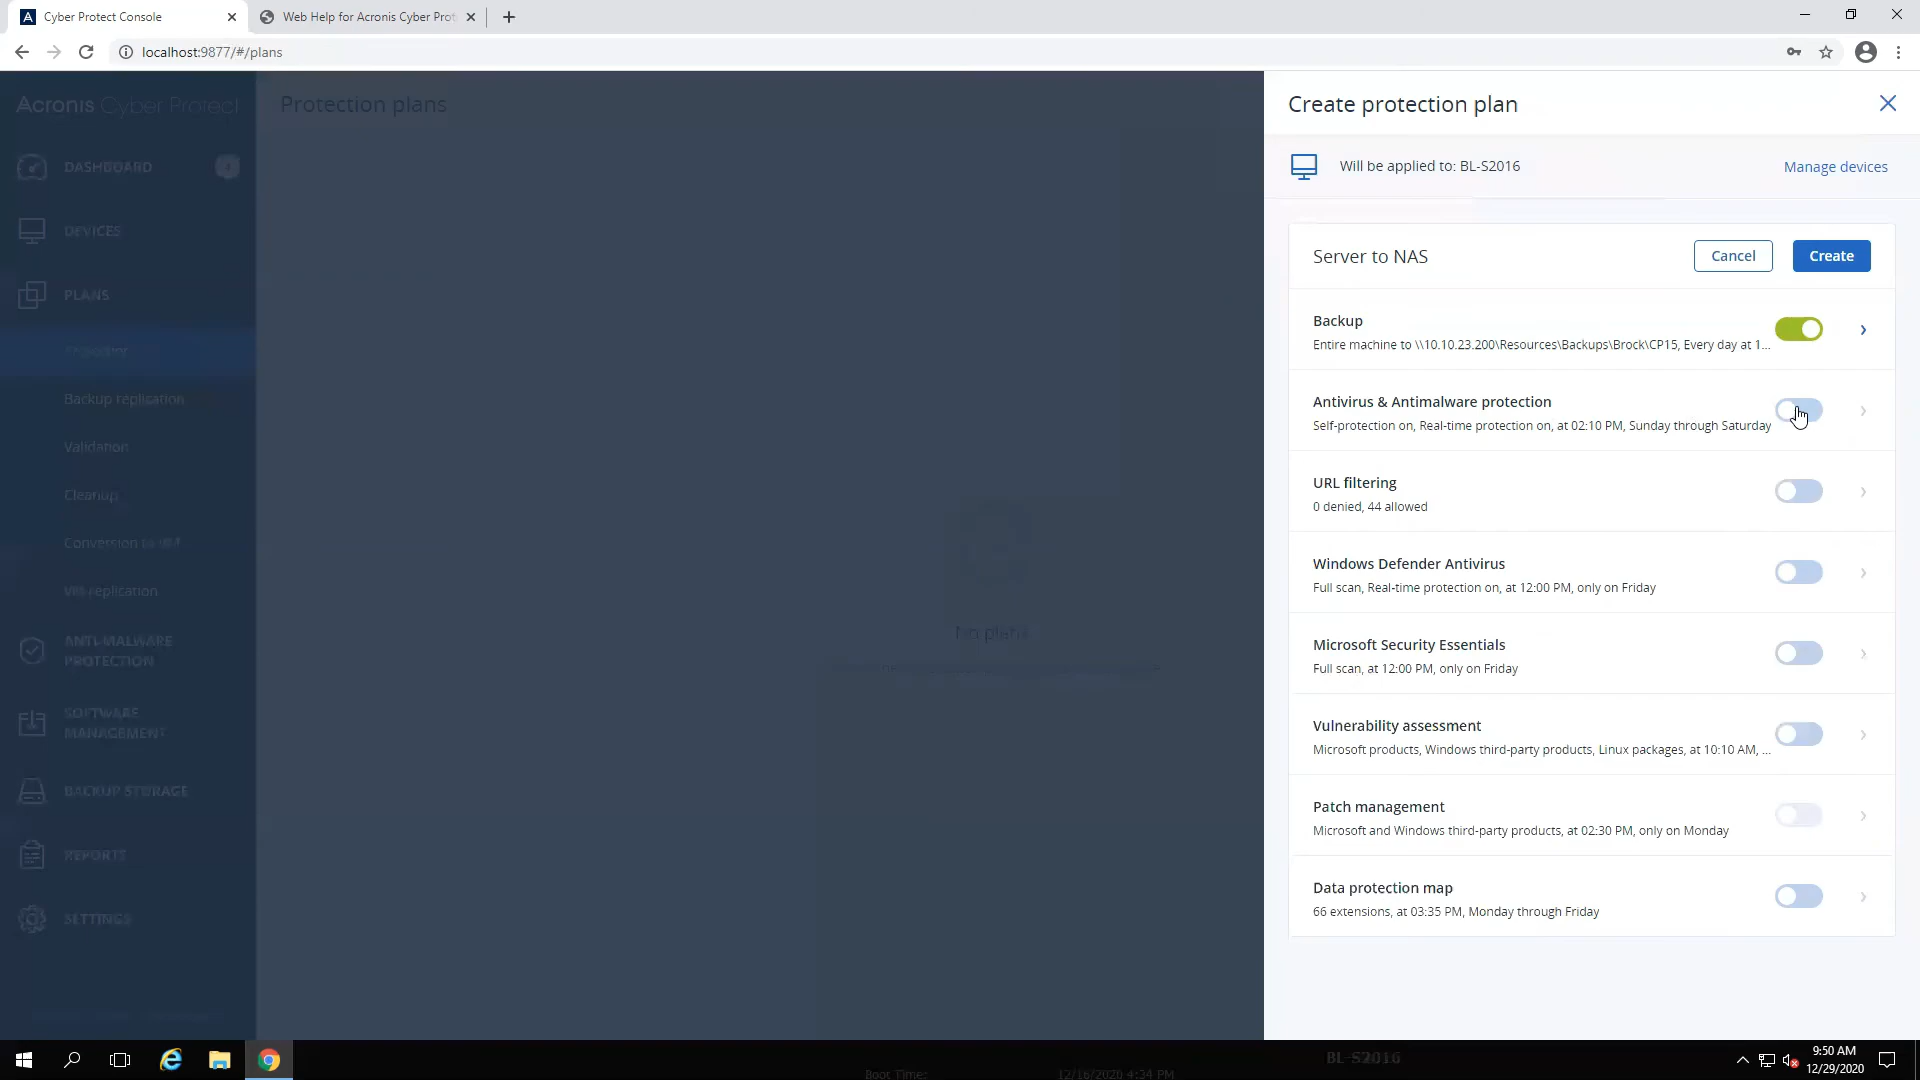 Cyber Protect Console
Web Help for Acronis Cyber Prot
localhost:9877/#/plans
Acronis Cyber Protect
Protection plans
DASHBOARD
DEVICES
PLANS
Protection
Backup replication
Validation
Cleanup
Conversion to VM
VM replication
ANTI-MALWARE
PROTECTION
SOFTWARE
MANAGEMENT
BACKUP STORAGE
REPORTS
SETTINGS
No plans
Create protection plan
Will be applied to: BL-S2016
Manage devices
Server to NAS
Cancel
Create
Backup
Entire machine to \\10.10.23.200\Resources\Backups\Brock\CP15, Every day at 1...
Antivirus & Antimalware protection
Self-protection on, Real-time protection on, at 02:10 PM, Sunday through Saturday
URL filtering
0 denied, 44 allowed
Windows Defender Antivirus
Full scan, Real-time protection on, at 12:00 PM, only on Friday
Microsoft Security Essentials
Full scan, at 12:00 PM, only on Friday
Vulnerability assessment
Microsoft products, Windows third-party products, Linux packages, at 10:10 AM, ...
Patch management
Microsoft and Windows third-party products, at 02:30 PM, only on Monday
Data protection map
66 extensions, at 03:35 PM, Monday through Friday
BL-S2016
Boot Time: 12/16/2020 4:34 PM
9:50 AM
12/29/2020